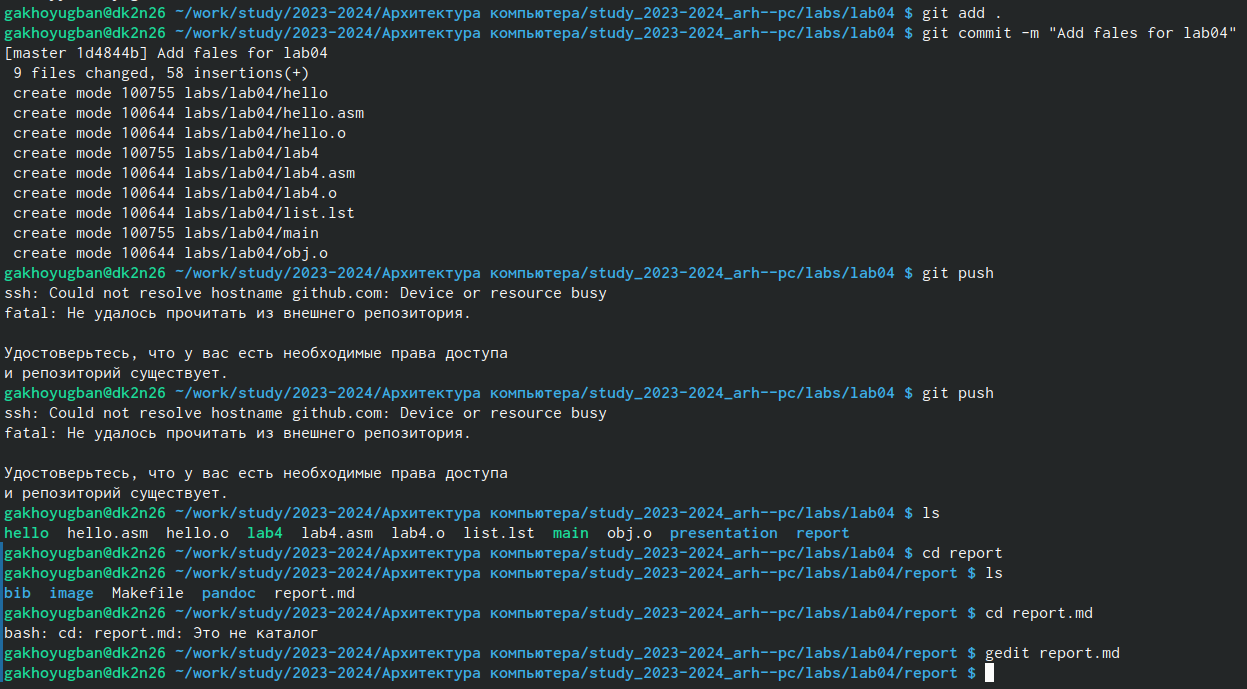 gakhoyugban@dk2n26 ~/work/study/2023-2024/Архитектура компьютера/study_2023-2024_arh--pc/labs/lab04 $ git add .
gakhoyugban@dk2n26 ~/work/study/2023-2024/Архитектура компьютера/study_2023-2024_arh--pc/labs/lab04 $ git commit -m "Add fales for lab04"
[master 1d4844b] Add fales for lab04
 9 files changed, 58 insertions(+)
 create mode 100755 labs/lab04/hello
 create mode 100644 labs/lab04/hello.asm
 create mode 100644 labs/lab04/hello.o
 create mode 100755 labs/lab04/lab4
 create mode 100644 labs/lab04/lab4.asm
 create mode 100644 labs/lab04/lab4.o
 create mode 100644 labs/lab04/list.lst
 create mode 100755 labs/lab04/main
 create mode 100644 labs/lab04/obj.o
gakhoyugban@dk2n26 ~/work/study/2023-2024/Архитектура компьютера/study_2023-2024_arh--pc/labs/lab04 $ git push
ssh: Could not resolve hostname github.com: Device or resource busy
fatal: Не удалось прочитать из внешнего репозитория.

Удостоверьтесь, что у вас есть необходимые права доступа
и репозиторий существует.
gakhoyugban@dk2n26 ~/work/study/2023-2024/Архитектура компьютера/study_2023-2024_arh--pc/labs/lab04 $ git push
ssh: Could not resolve hostname github.com: Device or resource busy
fatal: Не удалось прочитать из внешнего репозитория.

Удостоверьтесь, что у вас есть необходимые права доступа
и репозиторий существует.
gakhoyugban@dk2n26 ~/work/study/2023-2024/Архитектура компьютера/study_2023-2024_arh--pc/labs/lab04 $ ls
hello  hello.asm  hello.o  lab4  lab4.asm  lab4.o  list.lst  main  obj.o  presentation  report
gakhoyugban@dk2n26 ~/work/study/2023-2024/Архитектура компьютера/study_2023-2024_arh--pc/labs/lab04 $ cd report
gakhoyugban@dk2n26 ~/work/study/2023-2024/Архитектура компьютера/study_2023-2024_arh--pc/labs/lab04/report $ ls
bib  image  Makefile  pandoc  report.md
gakhoyugban@dk2n26 ~/work/study/2023-2024/Архитектура компьютера/study_2023-2024_arh--pc/labs/lab04/report $ cd report.md
bash: cd: report.md: Это не каталог
gakhoyugban@dk2n26 ~/work/study/2023-2024/Архитектура компьютера/study_2023-2024_arh--pc/labs/lab04/report $ gedit report.md
gakhoyugban@dk2n26 ~/work/study/2023-2024/Архитектура компьютера/study_2023-2024_arh--pc/labs/lab04/report $